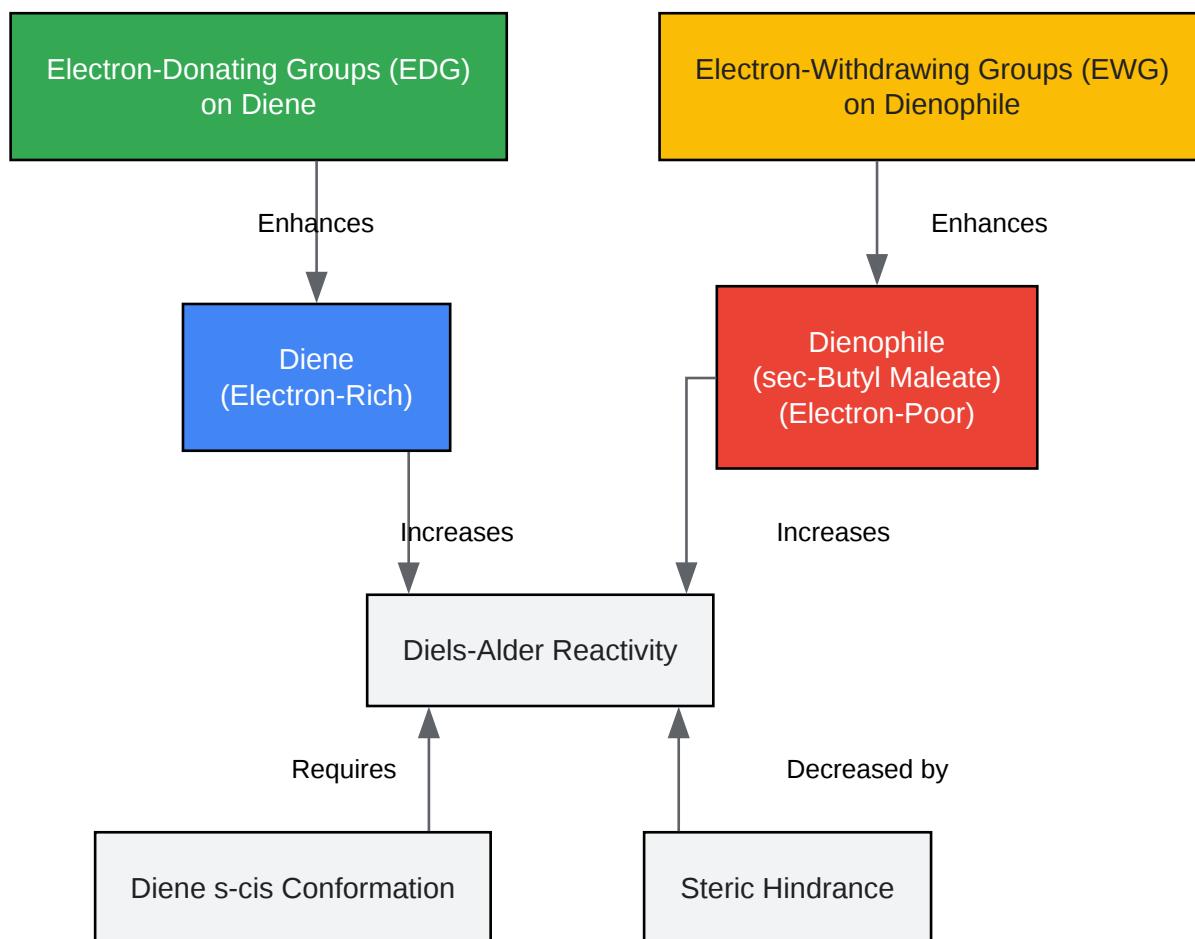 Electron-Donating Groups (EDG)
on Diene
Electron-Withdrawing Groups (EWG)
on Dienophile
Enhances
Enhances
Diene
(Electron-Rich)
Dienophile
(sec-Butyl Maleate)
(Electron-Poor)
Increases
Increases
Diels-Alder Reactivity
Requires
Decreased by
Diene s-cis Conformation
Steric Hindrance